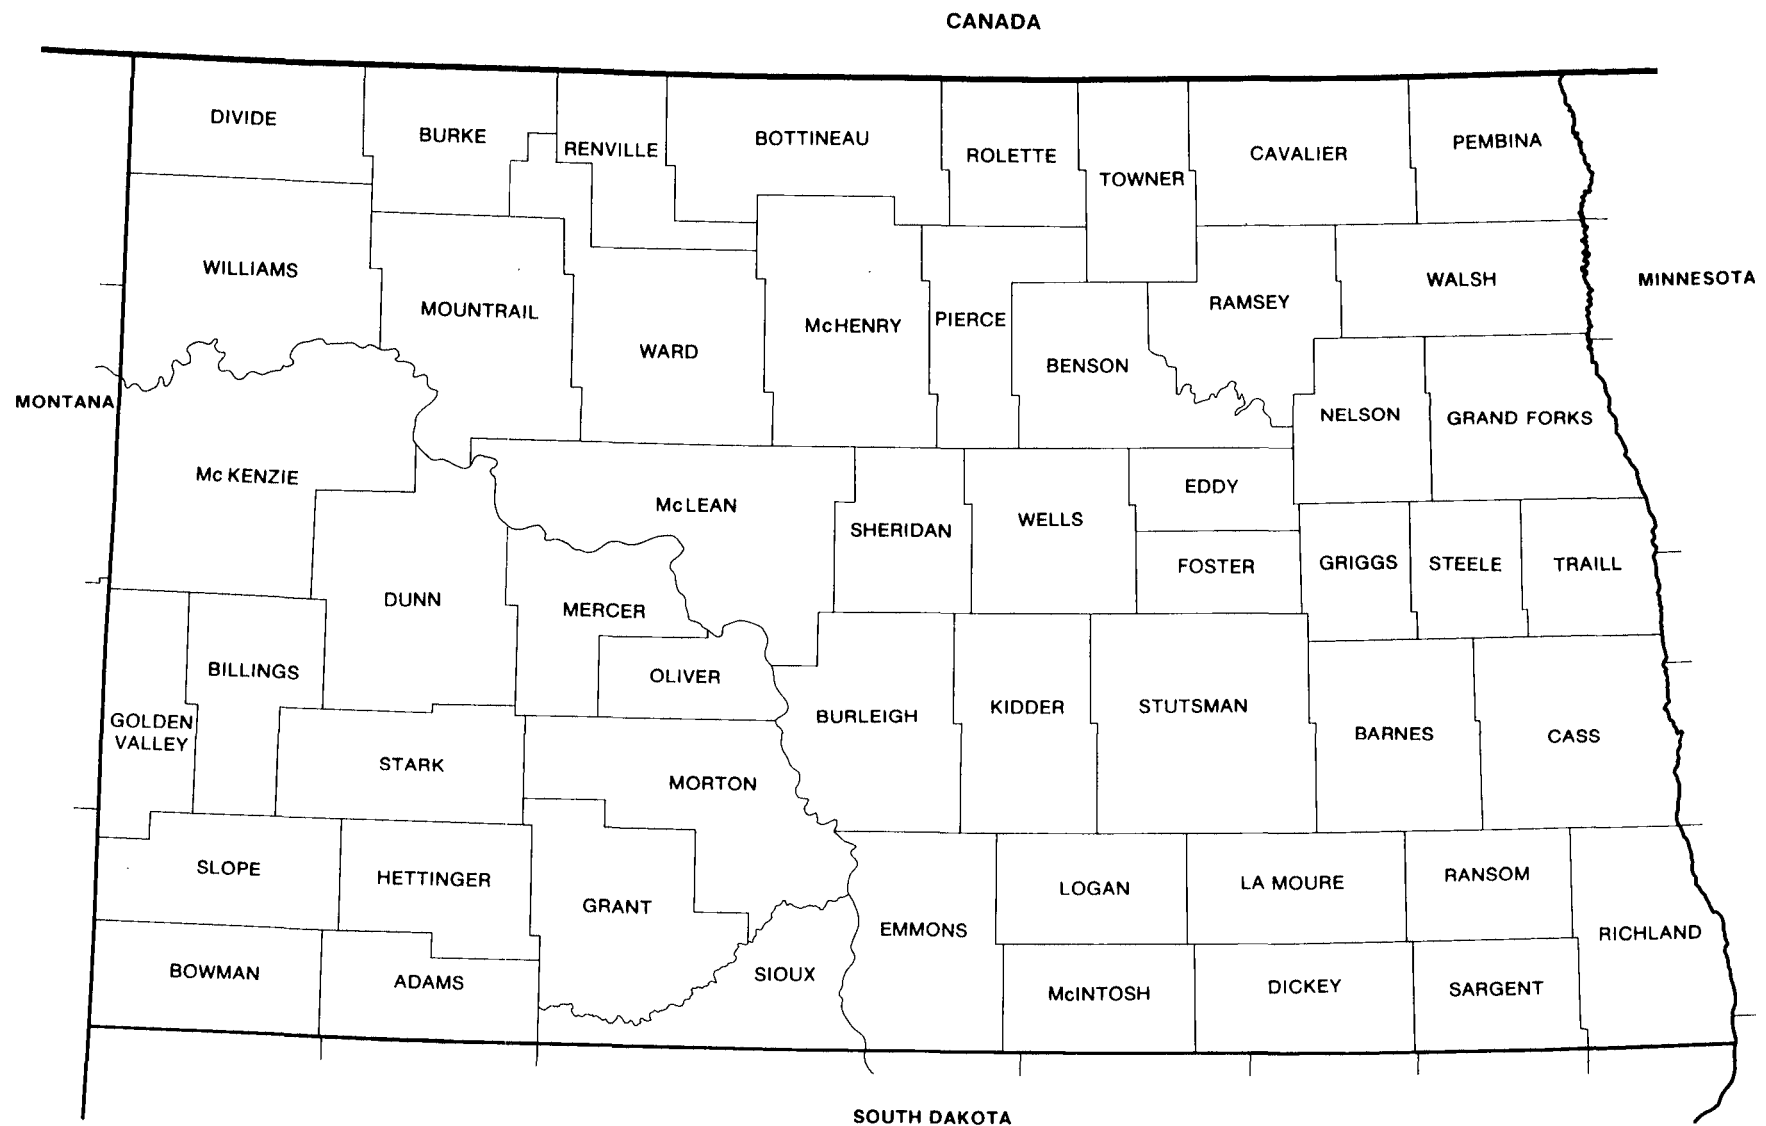 CANADA
DIVIDE
BURKE
RENVILLE
BOTTINEAU
ROLETTE
TOWNER
CAVALIER
PEMBINA
WILLIAMS
MOUNTRAIL
WARD
McHENRY
PIERCE
BENSON
RAMSEY
WALSH
MINNESOTA
MONTANA
McKENZIE
NELSON
GRAND FORKS
McLEAN
SHERIDAN
WELLS
EDDY
FOSTER
GRIGGS
STEELE
TRAILL
DUNN
MERCER
OLIVER
BILLINGS
GOLDEN
VALLEY
STARK
MORTON
BURLEIGH
KIDDER
STUTSMAN
BARNES
CASS
SLOPE
HETTINGER
GRANT
EMMONS
LOGAN
LA MOURE
RANSOM
RICHLAND
BOWMAN
ADAMS
SIOUX
McINTOSH
DICKEY
SARGENT
SOUTH DAKOTA